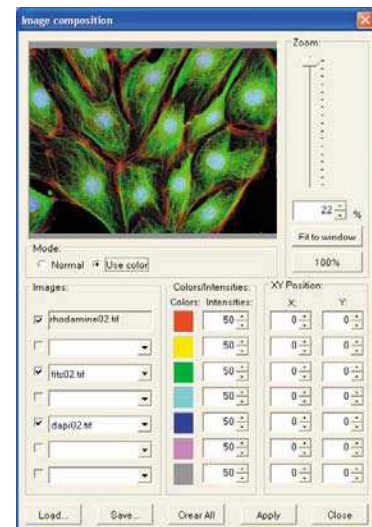 Image composition
Zoom:
22 %
Fit to window
100%
Mode:
Normal Use color
Images: Colors/Intensities: XY Position:
Colors: Intensities: X: Y:
rhodamine02.tif 50 0 0
50 0 0
fitc02.tif 50 0 0
50 0 0
dapi02.tif 50 0 0
50 0 0
50 0 0
Load... Save... Crear All Apply Close